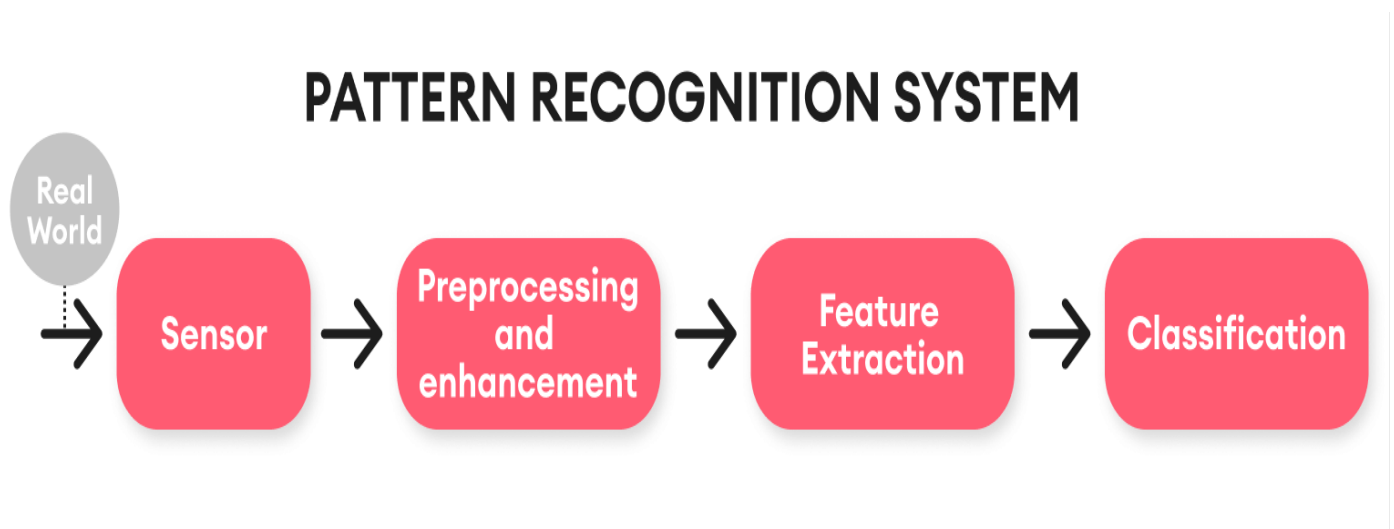 PATTERN RECOGNITION SYSTEM
Real
World
Sensor
Preprocessing
and
enhancement
Feature
Extraction
Classification